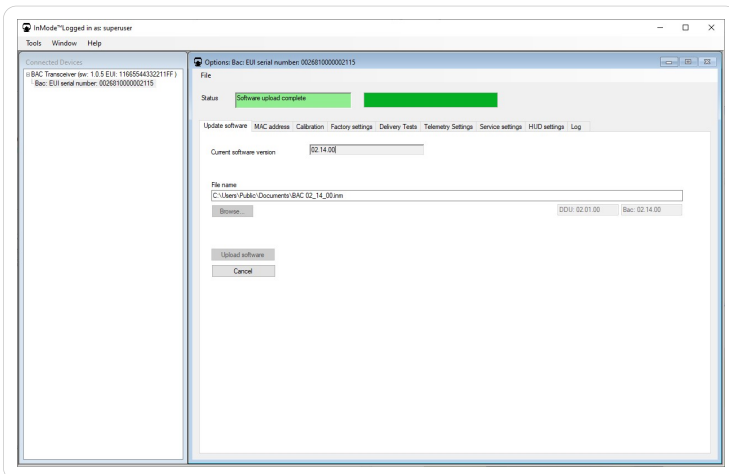 InMode™Logged in as: superuser
Tools Window Help
Connected Devices
BAC Transceiver (sw: 1.0.5 EUI: 11665544332211FF )
Bac: EUI serial number: 0026810000002115
Options: Bac: EUI serial number: 0026810000002115
File
Status Software upload complete
Update software MAC address Calibration Factory settings Delivery Tests Telemetry Settings Service settings HUD settings Log
Current software version 02.14.00
File name
C:\Users\Public\Documents\BAC 02_14_00.inm
Browse... DDU: 02.01.00 Bac: 02.14.00
Upload software
Cancel